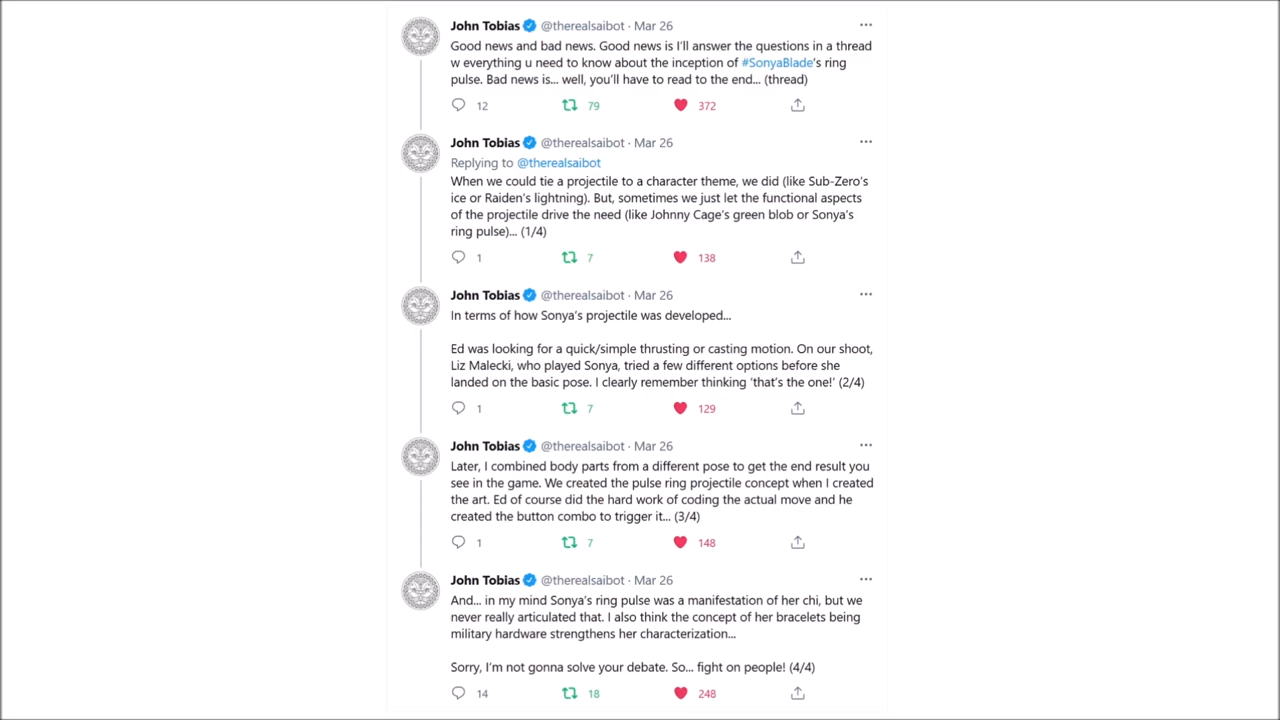 John Tobias @therealsaibot · Mar 26
Good news and bad news. Good news is I'll answer the questions in a thread
w everything u need to know about the inception of #SonyaBlade's ring
pulse. Bad news is... well, you'll have to read to the end... (thread)
12 79 372
John Tobias @therealsaibot · Mar 26
Replying to @therealsaibot
When we could tie a projectile to a character theme, we did (like Sub-Zero's
ice or Raiden's lightning). But, sometimes we just let the functional aspects
of the projectile drive the need (like Johnny Cage's green blob or Sonya's
ring pulse)... (1/4)
1 7 138
John Tobias @therealsaibot · Mar 26
In terms of how Sonya's projectile was developed...
Ed was looking for a quick/simple thrusting or casting motion. On our shoot,
Liz Malecki, who played Sonya, tried a few different options before she
landed on the basic pose. I clearly remember thinking 'that's the one!' (2/4)
1 7 129
John Tobias @therealsaibot · Mar 26
Later, I combined body parts from a different pose to get the end result you
see in the game. We created the pulse ring projectile concept when I created
the art. Ed of course did the hard work of coding the actual move and he
created the button combo to trigger it... (3/4)
1 7 148
John Tobias @therealsaibot · Mar 26
And... in my mind Sonya's ring pulse was a manifestation of her chi, but we
never really articulated that. I also think the concept of her bracelets being
military hardware strengthens her characterization...
Sorry, I'm not gonna solve your debate. So... fight on people! (4/4)
14 18 248